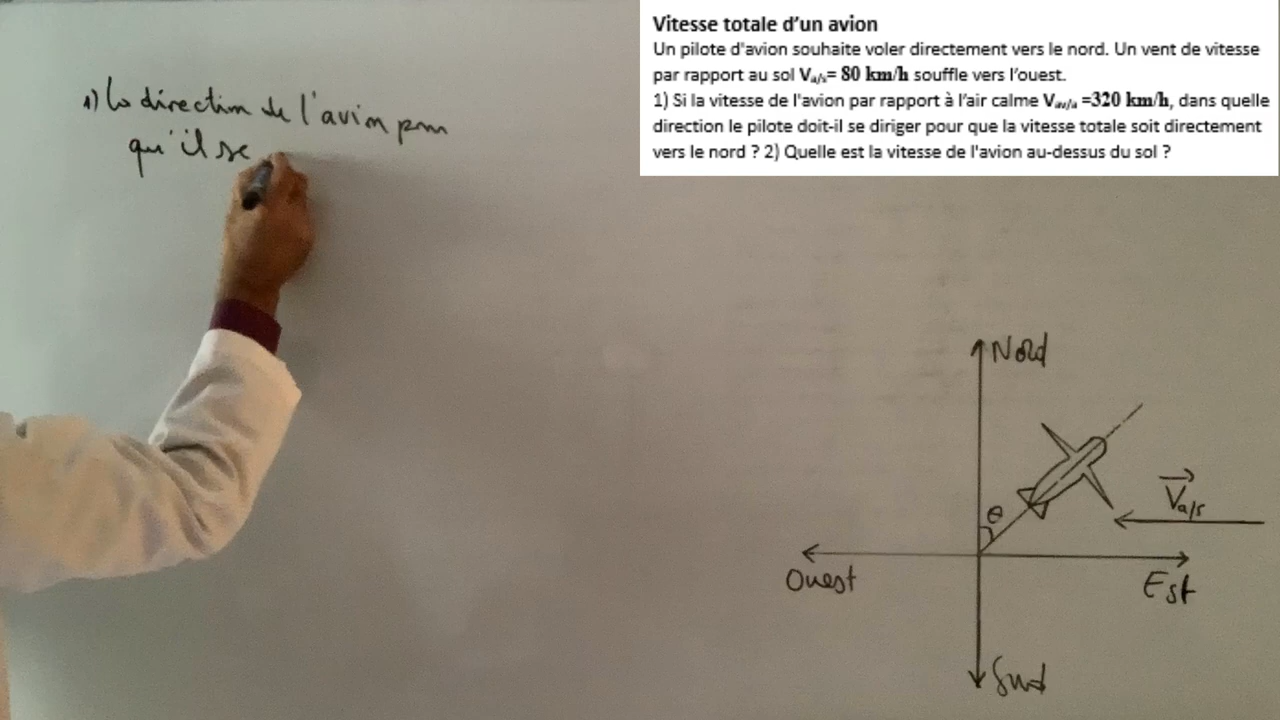 Vitesse totale d'un avion
Un pilote d'avion souhaite voler directement vers le nord. Un vent de vitesse
par rapport au sol Va/s= 80 km/h souffle vers l'ouest.
1) Si la vitesse de l'avion par rapport à l'air calme Vav/a =320 km/h, dans quelle
direction le pilote doit-il se diriger pour que la vitesse totale soit directement
vers le nord ? 2) Quelle est la vitesse de l'avion au-dessus du sol ?
1) La direction de l'avion pour
qu'il se
Nord
θ
Va/s
Ouest
Est
Sud